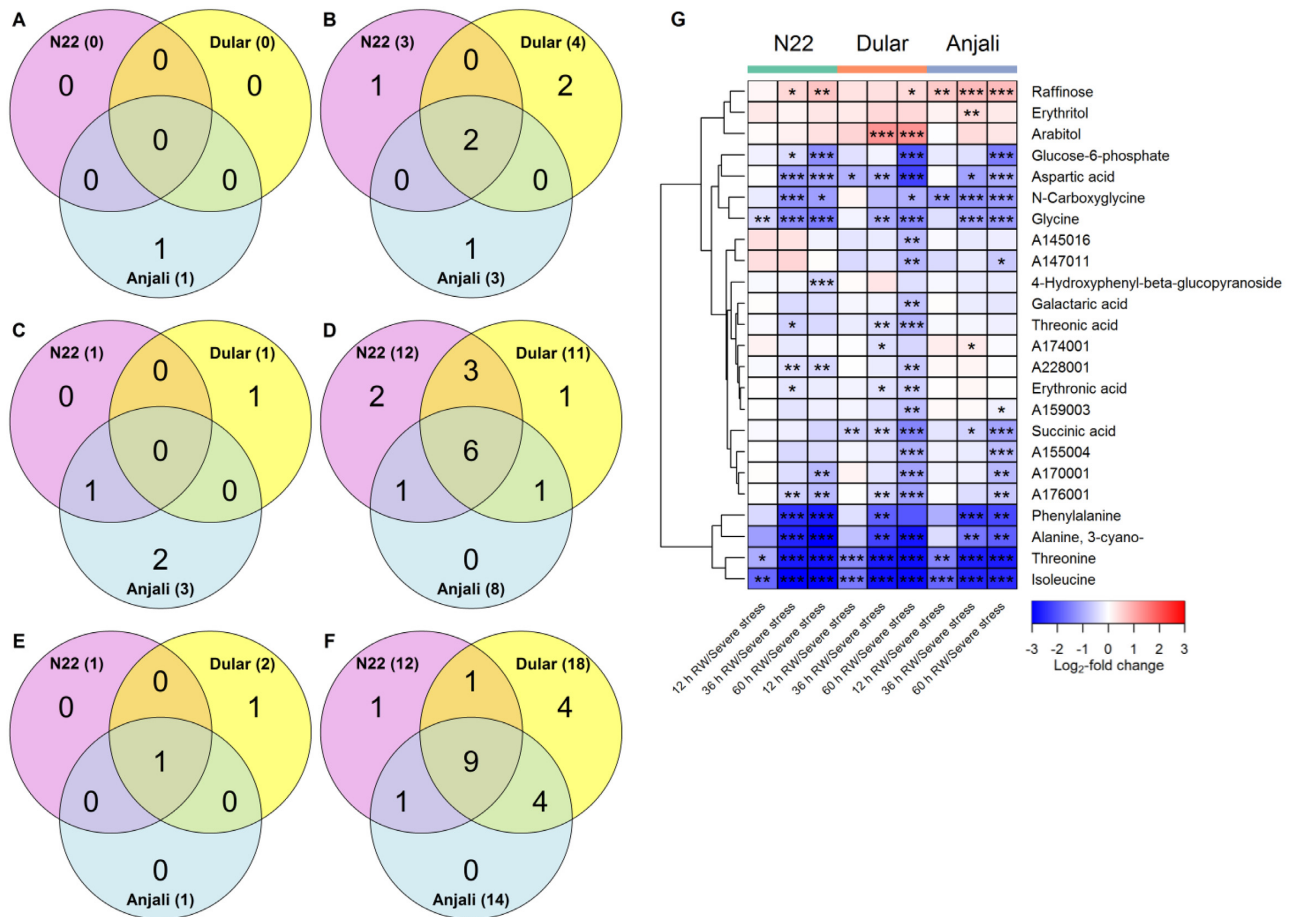 A
N22 (0)
0
Dular (0)
0
0
0
0
0
1
Anjali (1)
B
N22 (3)
0
Dular (4)
1
2
2
0
0
1
Anjali (3)
C
N22 (1)
0
Dular (1)
0
1
0
1
0
2
Anjali (3)
D
N22 (12)
3
Dular (11)
2
1
6
1
1
0
Anjali (8)
E
N22 (1)
0
Dular (2)
0
1
1
0
0
0
Anjali (1)
F
N22 (12)
1
Dular (18)
1
4
9
1
4
0
Anjali (14)
G
N22 Dular Anjali
* ** * ** *** *** Raffinose
** Erythritol
*** *** Arabitol
* *** *** *** Glucose-6-phosphate
*** *** * ** *** * *** Aspartic acid
*** * * ** *** *** N-Carboxyglycine
** *** *** ** *** *** *** Glycine
** A145016
** * A147011
*** 4-Hydroxyphenyl-beta-glucopyranoside
** Galactaric acid
* ** *** Threonic acid
* * A174001
** ** ** A228001
* * ** Erythronic acid
** * A159003
** ** *** * *** Succinic acid
*** *** A155004
** *** ** A170001
** ** ** *** ** A176001
*** *** ** *** ** Phenylalanine
*** *** ** *** ** ** Alanine, 3-cyano-
* *** *** *** *** *** ** *** *** Threonine
** *** *** *** *** *** *** *** *** Isoleucine
12 h RW/Severe stress
36 h RW/Severe stress
60 h RW/Severe stress
12 h RW/Severe stress
36 h RW/Severe stress
60 h RW/Severe stress
12 h RW/Severe stress
36 h RW/Severe stress
60 h RW/Severe stress
-3 -2 -1 0 1 2 3
Log2-fold change